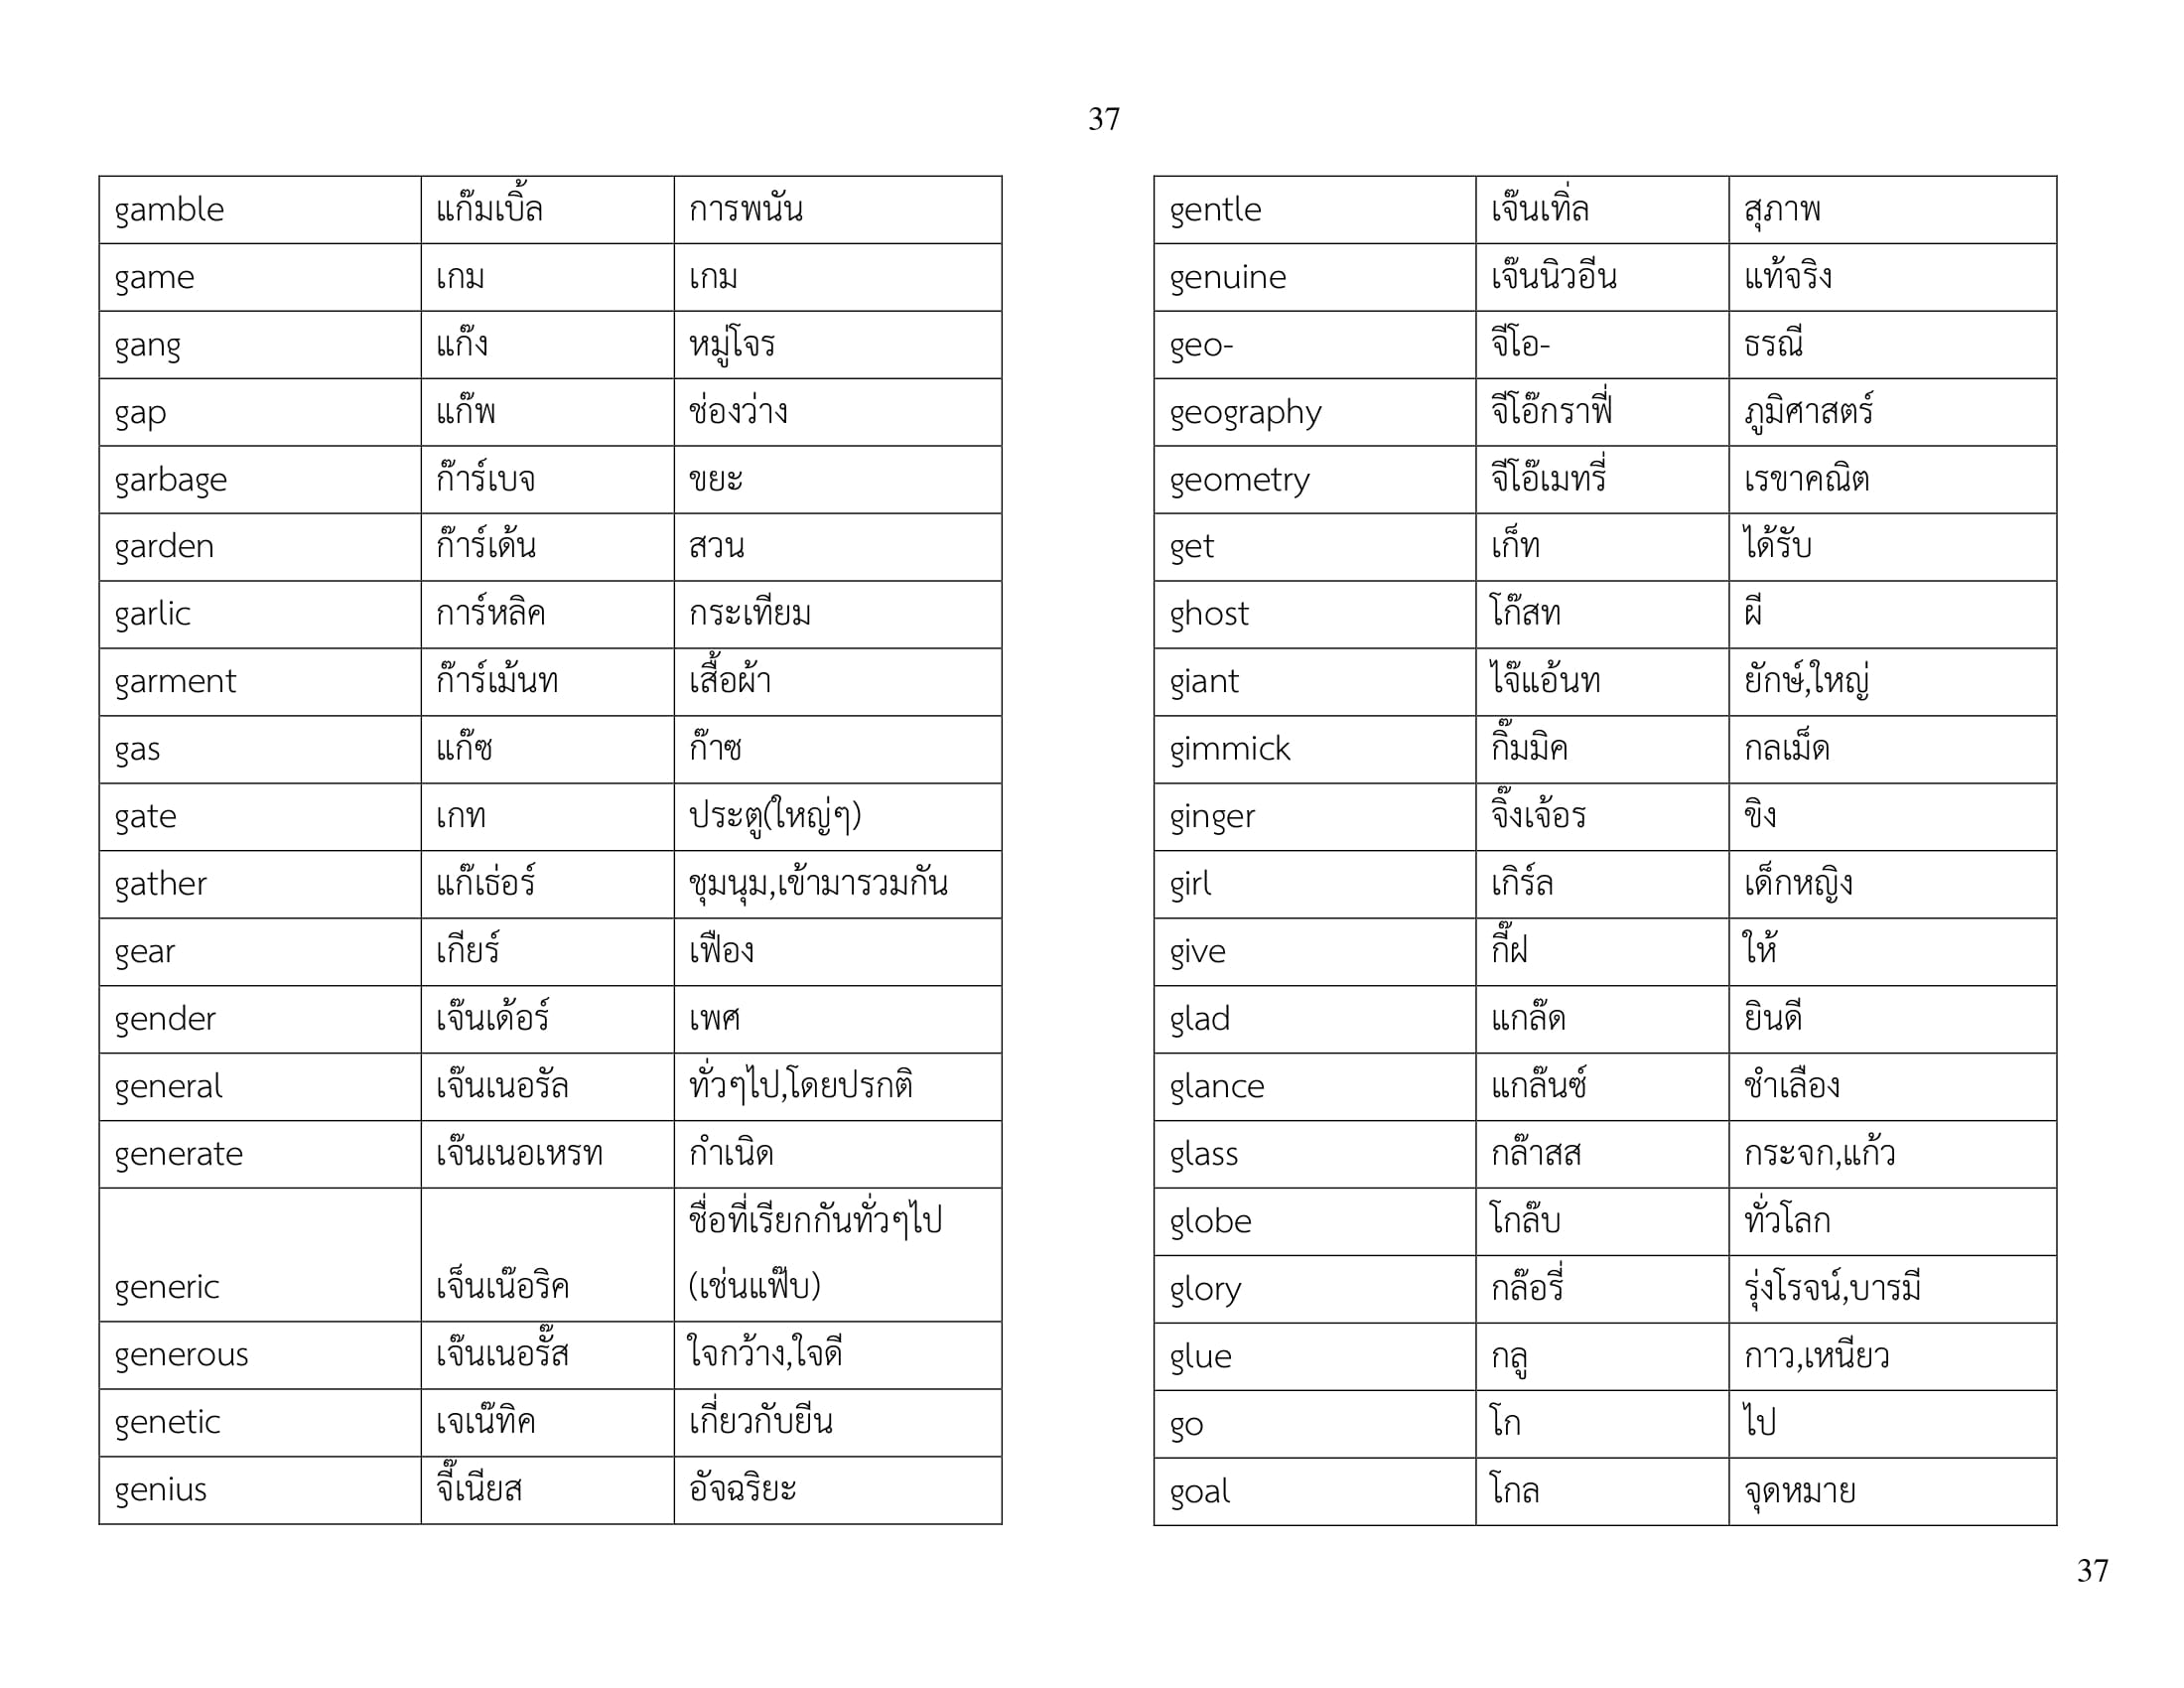 37
gamble แก๊มเบิ้ล การพนัน
game เกม เกม
gang แก๊ง หมู่โจร
gap แก๊พ ช่องว่าง
garbage ก๊าร์เบจ ขยะ
garden ก๊าร์เด้น สวน
garlic การ์หลิค กระเทียม
garment ก๊าร์เม้นท เสื้อผ้า
gas แก๊ซ ก๊าซ
gate เกท ประตู(ใหญ่ๆ)
gather แก๊เธ่อร์ ชุมนุม,เข้ามารวมกัน
gear เกียร์ เฟือง
gender เจ๊นเด้อร์ เพศ
general เจ๊นเนอรัล ทั่วๆไป,โดยปรกติ
generate เจ๊นเนอเหรท กำเนิด
ชื่อที่เรียกกันทั่วๆไป
generic เจ็นเน๊อริค (เช่นแฟ๊บ)
generous เจ๊นเนอรั๊ส ใจกว้าง,ใจดี
genetic เจเน๊ทิค เกี่ยวกับยีน
genius จี๊เนียส อัจฉริยะ
gentle เจ๊นเทิ่ล สุภาพ
genuine เจ๊นนิวอีน แท้จริง
geo- จีโอ- ธรณี
geography จีโอ๊กราฟี่ ภูมิศาสตร์
geometry จีโอ๊เมทรี่ เรขาคณิต
get เก็ท ได้รับ
ghost โก๊สท ผี
giant ไจ๊แอ้นท ยักษ์,ใหญ่
gimmick กิ๊มมิค กลเม็ด
ginger จิ๊งเจ้อร ขิง
girl เกิร์ล เด็กหญิง
give กี๊ฝ ให้
glad แกล๊ด ยินดี
glance แกล๊นซ์ ชำเลือง
glass กล๊าสส กระจก,แก้ว
globe โกล๊บ ทั่วโลก
glory กล๊อรี่ รุ่งโรจน์,บารมี
glue กลู กาว,เหนียว
go โก ไป
goal โกล จุดหมาย
37